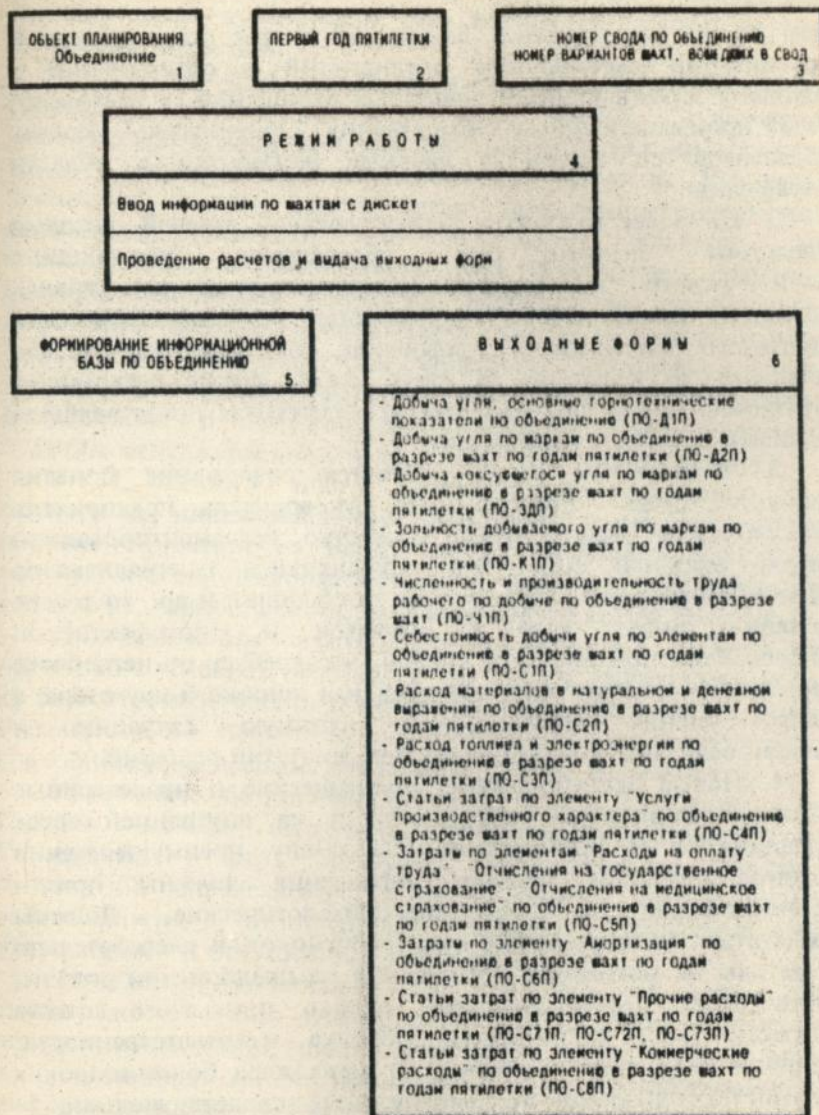 ОБЪЕКТ ПЛАНИРОВАНИЯ
Объединение
1
ПЕРВЫЙ ГОД ПЯТИЛЕТКИ
2
НОМЕР СВОДА ПО ОБЪЕДИНЕНИЮ
НОМЕР ВАРИАНТОВ ШАХТ, ВОШЕДШИХ В СВОД
3
РЕЖИМ РАБОТЫ
4
Ввод информации по шахтам с дискет
Проведение расчетов и выдача выходных форм
ФОРМИРОВАНИЕ ИНФОРМАЦИОННОЙ
БАЗЫ ПО ОБЪЕДИНЕНИЮ
5
ВЫХОДНЫЕ ФОРМЫ
6
- Добыча угля, основные горнотехнические
показатели по объединению (ПО-Д1П)
- Добыча угля по маркам по объединению в
разрезе шахт по годам пятилетки (ПО-Д2П)
- Добыча коксующегося угля по маркам по
объединению в разрезе шахт по годам
пятилетки (ПО-3ДП)
- Зольность добываемого угля по маркам по
объединению в разрезе шахт по годам
пятилетки (ПО-К1П)
- Численность и производительность труда
рабочего по добыче по объединению в разрезе
шахт (ПО-Ч1П)
- Себестоимость добычи угля по элементам по
объединению в разрезе шахт по годам
пятилетки (ПО-С1П)
- Расход материалов в натуральном и денежном
выражении по объединению в разрезе шахт по
годам пятилетки (ПО-С2П)
- Расход топлива и электроэнергии по
объединению в разрезе шахт по годам
пятилетки (ПО-С3П)
- Статьи затрат по элементу "Услуги
производственного характера" по объединению
в разрезе шахт по годам пятилетки (ПО-С4П)
- Затраты по элементам "Расходы на оплату
труда", "Отчисления на государственное
страхование", "Отчисления на медицинское
страхование" по объединению в разрезе шахт
по годам пятилетки (ПО-С5П)
- Затраты по элементу "Амортизация" по
объединению в разрезе шахт по годам
пятилетки (ПО-С6П)
- Статьи затрат по элементу "Прочие расходы"
по объединению в разрезе шахт по годам
пятилетки (ПО-С71П, ПО-С72П, ПО-С73П)
- Статьи затрат по элементу "Коммерческие
расходы" по объединению в разрезе шахт по
годам пятилетки (ПО-С8П)